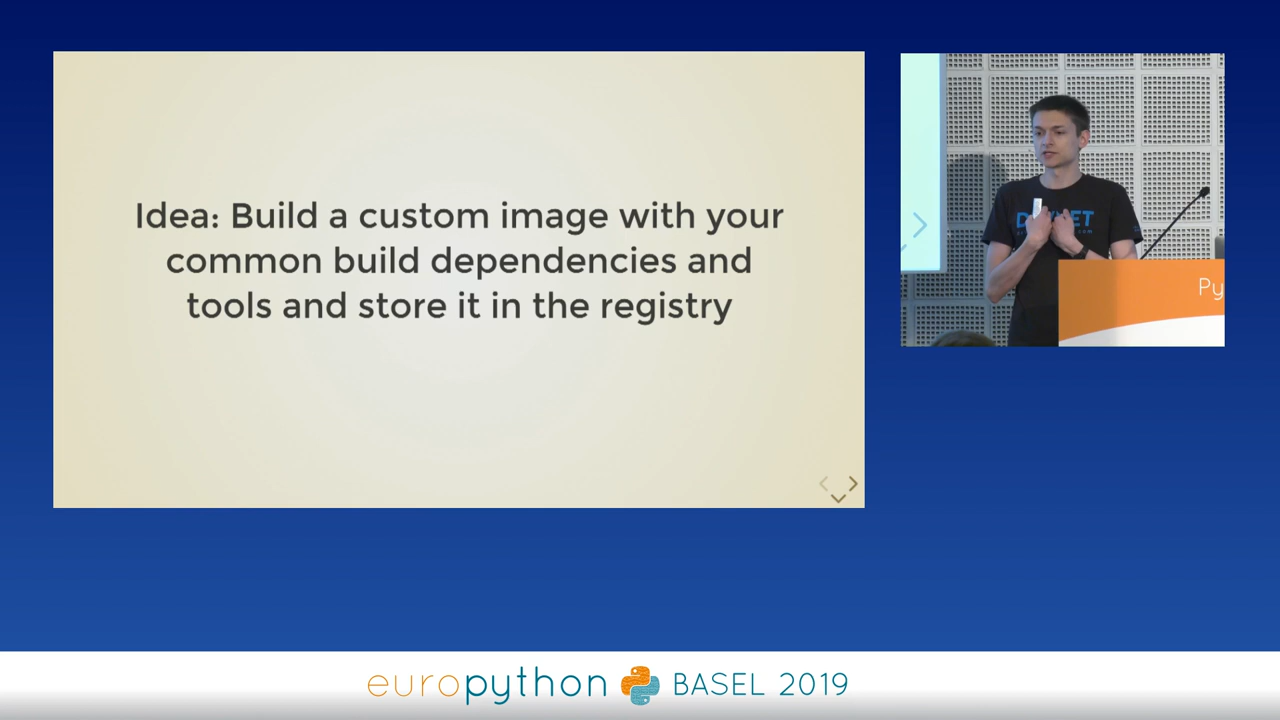 Idea: Build a custom image with your
common build dependencies and
tools and store it in the registry
Py
europython BASEL 2019